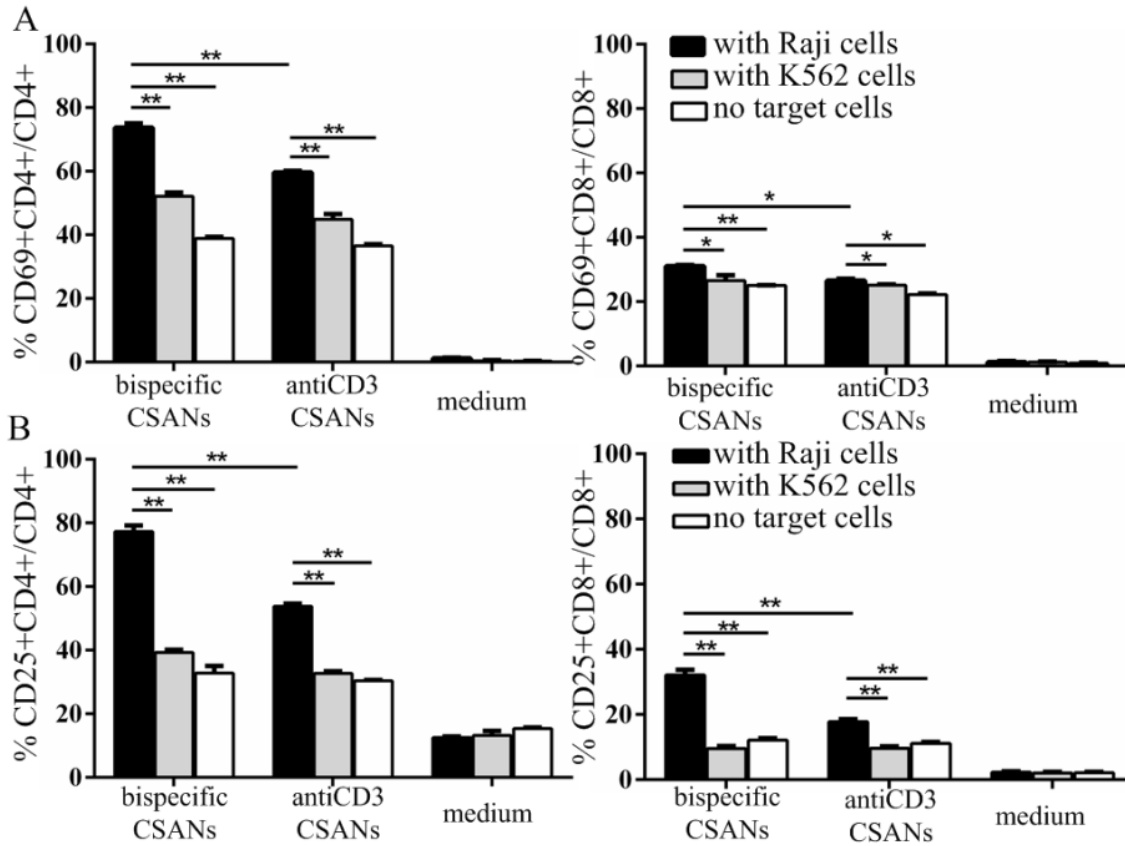 A
% CD69+CD4+/CD4+
100
80
60
40
20
0
**
**
**
**
**
bispecific
CSANs
antiCD3
CSANs
medium
% CD69+CD8+/CD8+
100
80
60
40
20
0
with Raji cells
with K562 cells
no target cells
*
**
*
*
*
bispecific
CSANs
antiCD3
CSANs
medium
B
% CD25+CD4+/CD4+
100
80
60
40
20
0
**
**
**
**
**
bispecific
CSANs
antiCD3
CSANs
medium
% CD25+CD8+/CD8+
100
80
60
40
20
0
with Raji cells
with K562 cells
no target cells
**
**
**
**
**
bispecific
CSANs
antiCD3
CSANs
medium